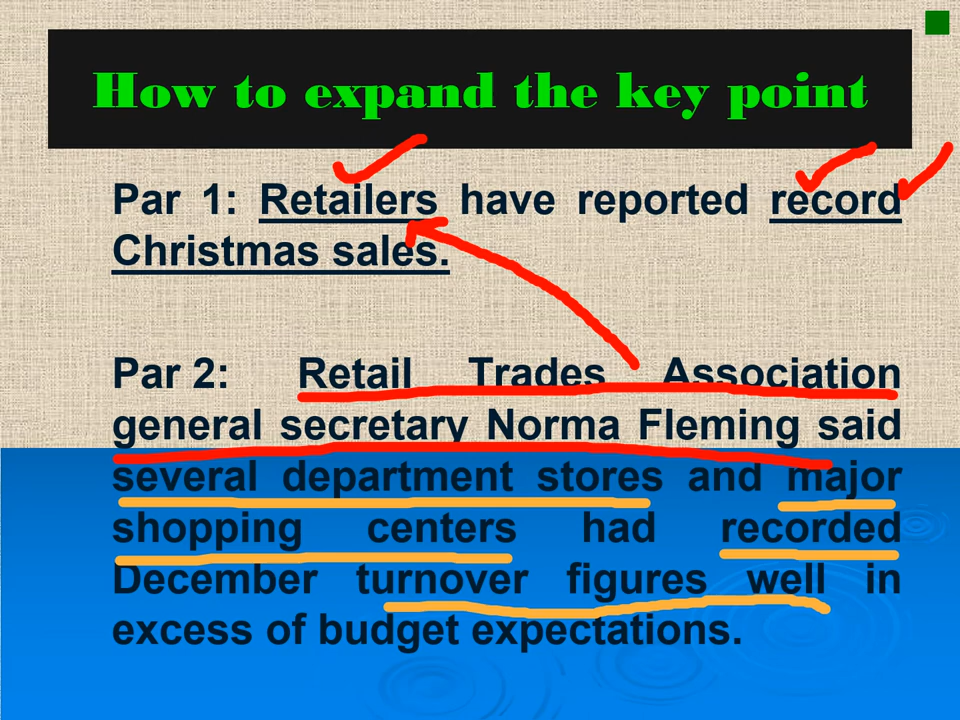 How to expand the key point
Par 1: Retailers have reported record
Christmas sales.
Par 2: Retail Trades Association
general secretary Norma Fleming said
several department stores and major
shopping centers had recorded
December turnover figures well in
excess of budget expectations.